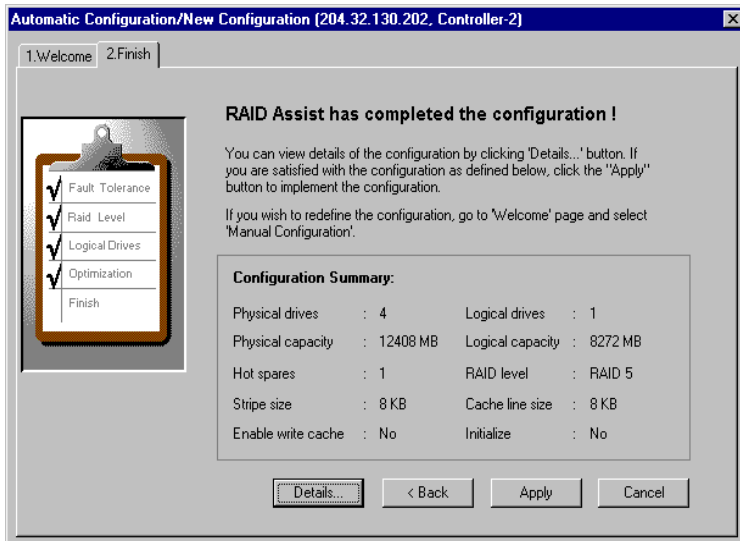 Automatic Configuration/New Configuration (204.32.130.202, Controller-2)
1.Welcome 2.Finish
RAID Assist has completed the configuration !
You can view details of the configuration by clicking 'Details...' button. If
you are satisfied with the configuration as defined below, click the "Apply"
button to implement the configuration.
If you wish to redefine the configuration, go to 'Welcome' page and select
'Manual Configuration'.
Fault Tolerance
Raid Level
Logical Drives
Optimization
Finish
Configuration Summary:
Physical drives : 4 Logical drives : 1
Physical capacity : 12408 MB Logical capacity : 8272 MB
Hot spares : 1 RAID level : RAID 5
Stripe size : 8 KB Cache line size : 8 KB
Enable write cache : No Initialize : No
Details... < Back Apply Cancel